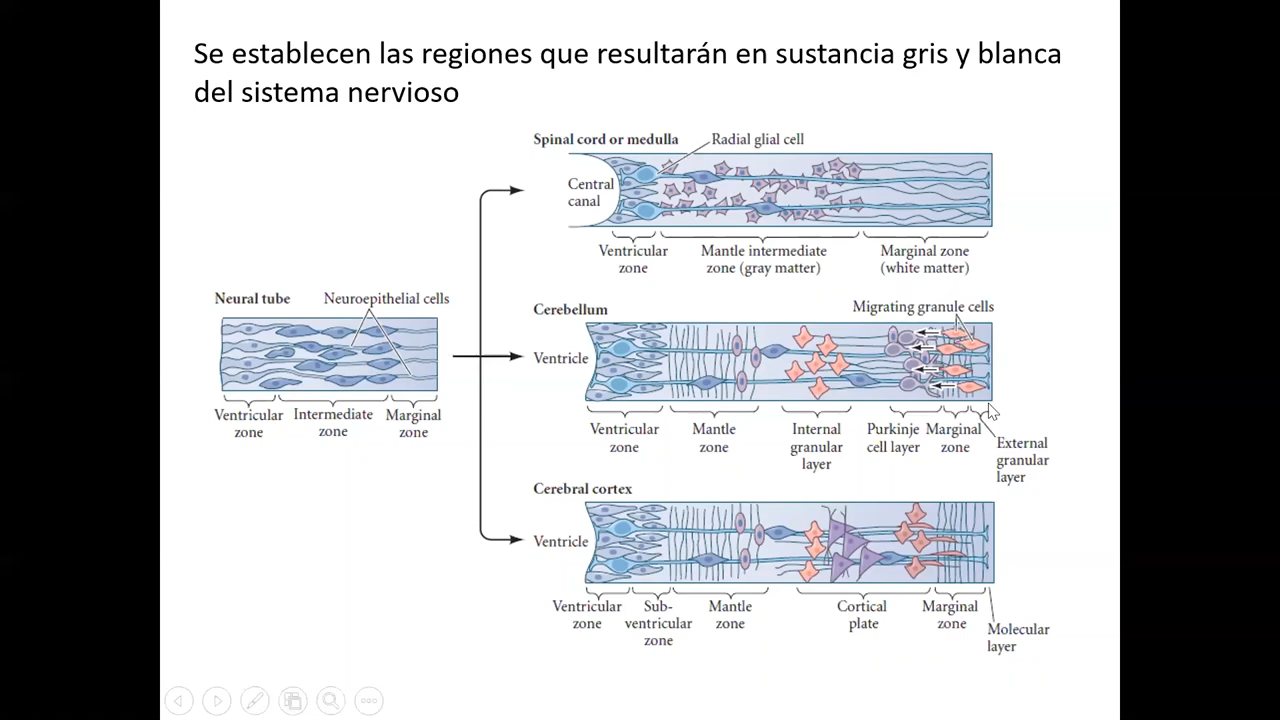 Se establecen las regiones que resultarán en sustancia gris y blanca
del sistema nervioso
Spinal cord or medulla
Radial glial cell
Central
canal
Ventricular
zone
Mantle intermediate
zone (gray matter)
Marginal zone
(white matter)
Neural tube
Neuroepithelial cells
Ventricular
zone
Intermediate
zone
Marginal
zone
Cerebellum
Migrating granule cells
Ventricle
Ventricular
zone
Mantle
zone
Internal
granular
layer
Purkinje
cell layer
Marginal
zone
External
granular
layer
Cerebral cortex
Ventricle
Ventricular
zone
Sub-
ventricular
zone
Mantle
zone
Cortical
plate
Marginal
zone
Molecular
layer